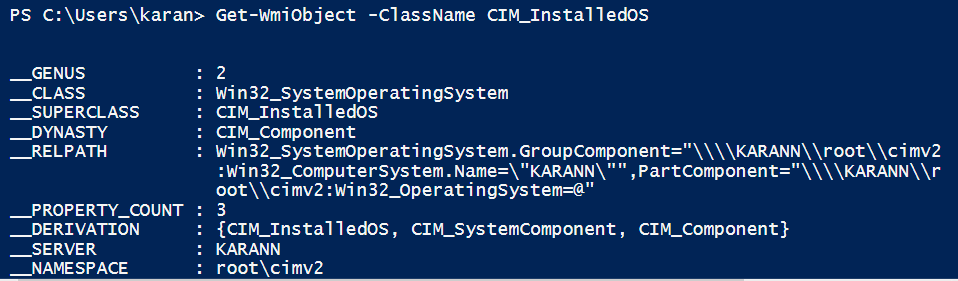 PS C:\Users\karan> Get-WmiObject -ClassName CIM_InstalledOS
__GENUS : 2
__CLASS : Win32_SystemOperatingSystem
__SUPERCLASS : CIM_InstalledOS
__DYNASTY : CIM_Component
__RELPATH : Win32_SystemOperatingSystem.GroupComponent="\\\\KARANN\\root\\cimv2
:Win32_ComputerSystem.Name=\"KARANN\"",PartComponent="\\\\KARANN\\r
oot\\cimv2:Win32_OperatingSystem=@"
__PROPERTY_COUNT : 3
__DERIVATION : {CIM_InstalledOS, CIM_SystemComponent, CIM_Component}
__SERVER : KARANN
__NAMESPACE : root\cimv2